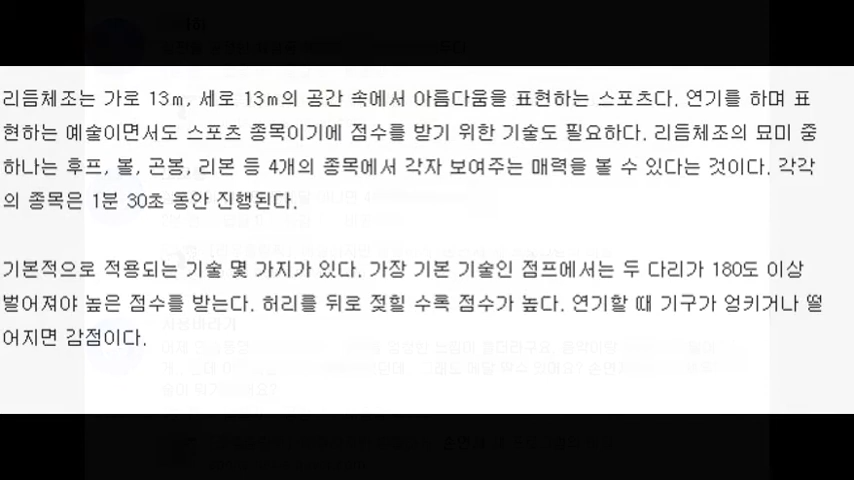 리듬체조는 가로 13m, 세로 13m의 공간 속에서 아름다움을 표현하는 스포츠다. 연기를 하며 표
현하는 예술이면서도 스포츠 종목이기에 점수를 받기 위한 기술도 필요하다. 리듬체조의 묘미 중
하나는 후프, 볼, 곤봉, 리본 등 4개의 종목에서 각자 보여주는 매력을 볼 수 있다는 것이다. 각각
의 종목은 1분 30초 동안 진행된다.
기본적으로 적용되는 기술 몇 가지가 있다. 가장 기본 기술인 점프에서는 두 다리가 180도 이상
벌어져야 높은 점수를 받는다. 허리를 뒤로 젖힐 수록 점수가 높다. 연기할 때 기구가 엉키거나 떨
어지면 감점이다.